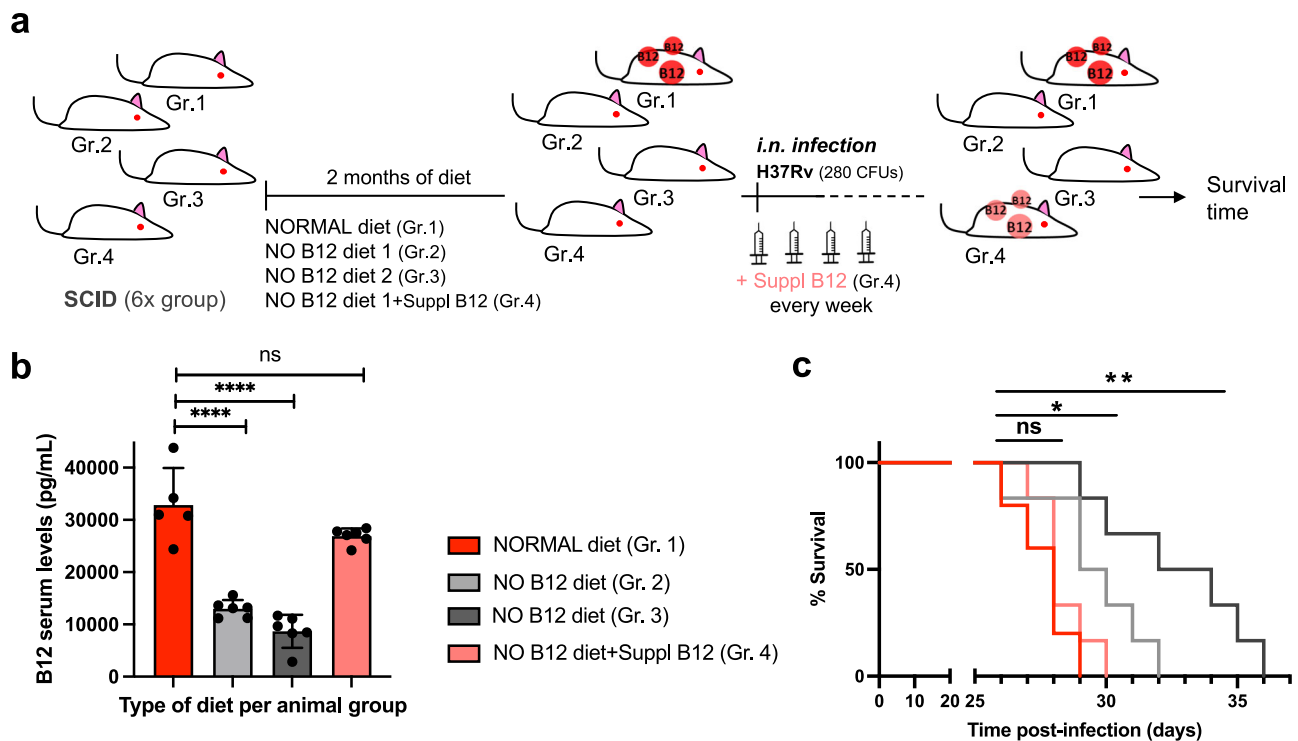 a
B12
B12
B12
Gr.1
Gr.2
Gr.3
Gr.4
SCID (6x group)
2 months of diet
NORMAL diet (Gr.1)
NO B12 diet 1 (Gr.2)
NO B12 diet 2 (Gr.3)
NO B12 diet 1+Suppl B12 (Gr.4)
Gr.1
Gr.2
Gr.3
Gr.4
i.n. infection
H37Rv (280 CFUs)
+ Suppl B12 (Gr.4)
every week
B12
B12
B12
Gr.1
Gr.2
Gr.3
B12
B12
B12
Gr.4
Survival
time
b
ns
****
****
B12 serum levels (pg/mL)
40000
30000
20000
10000
0
Type of diet per animal group
NORMAL diet (Gr. 1)
NO B12 diet (Gr. 2)
NO B12 diet (Gr. 3)
NO B12 diet+Suppl B12 (Gr. 4)
c
**
*
ns
% Survival
100
50
0
0 10 20 25 30 35
Time post-infection (days)